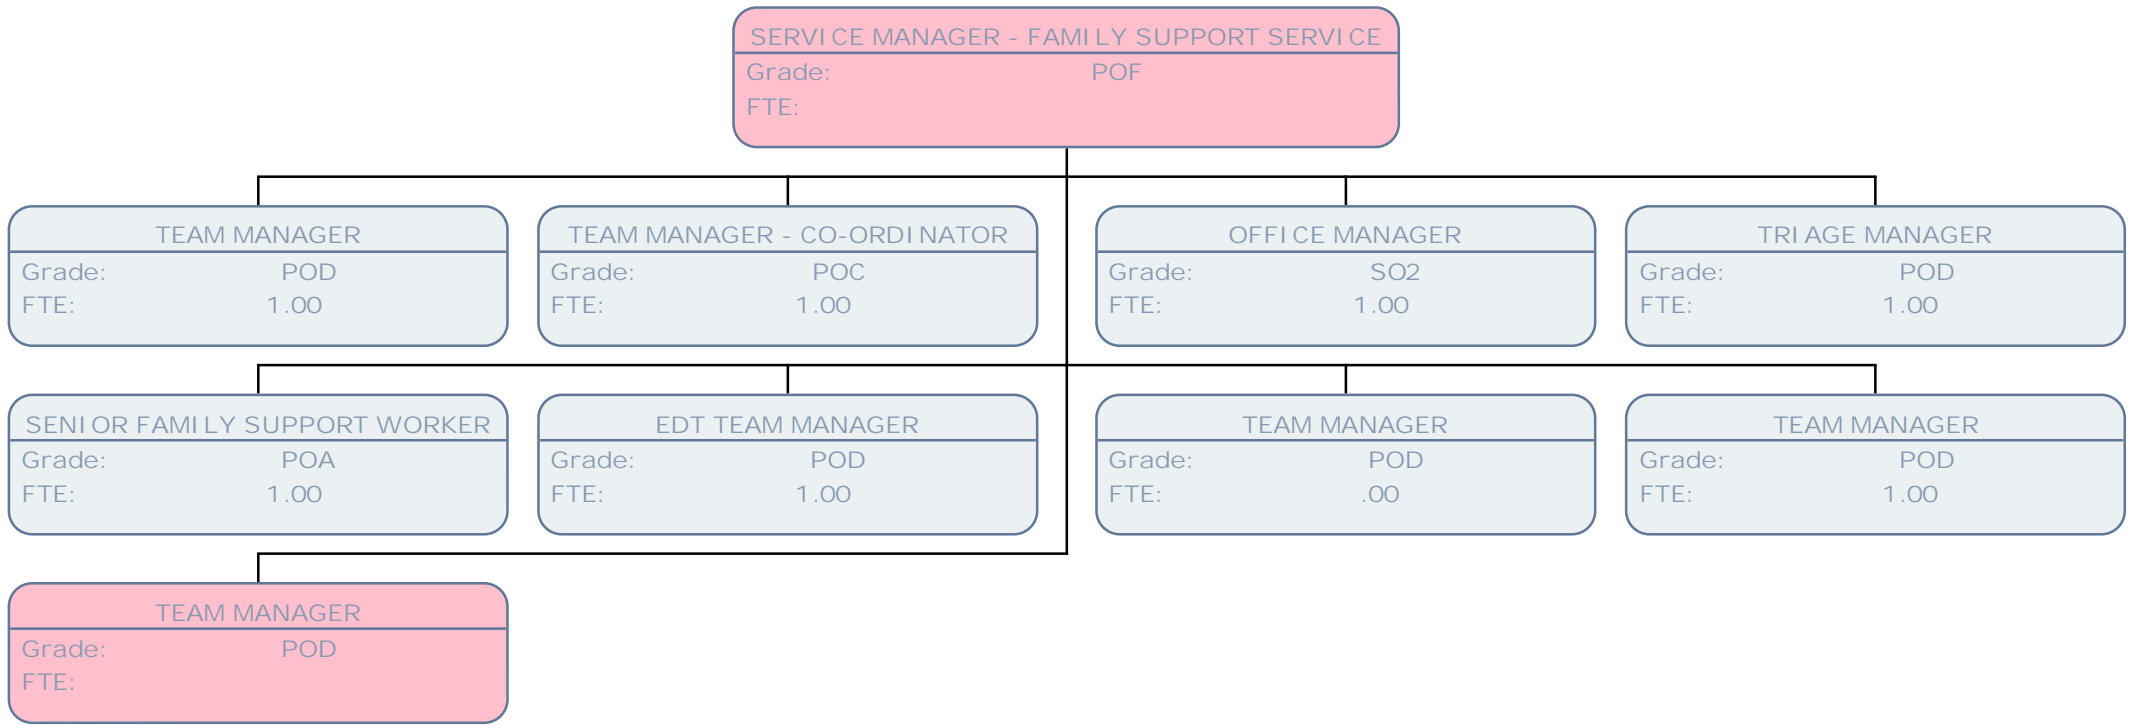 SERVICE MANAGER - FAMILY SUPPORT SERVICE
Grade: POF
FTE:
TEAM MANAGER
Grade: POD
FTE: 1.00
TEAM MANAGER - CO-ORDINATOR
Grade: POC
FTE: 1.00
OFFICE MANAGER
Grade: SO2
FTE: 1.00
TRIAGE MANAGER
Grade: POD
FTE: 1.00
SENIOR FAMILY SUPPORT WORKER
Grade: POA
FTE: 1.00
EDT TEAM MANAGER
Grade: POD
FTE: 1.00
TEAM MANAGER
Grade: POD
FTE: .00
TEAM MANAGER
Grade: POD
FTE: 1.00
TEAM MANAGER
Grade: POD
FTE: